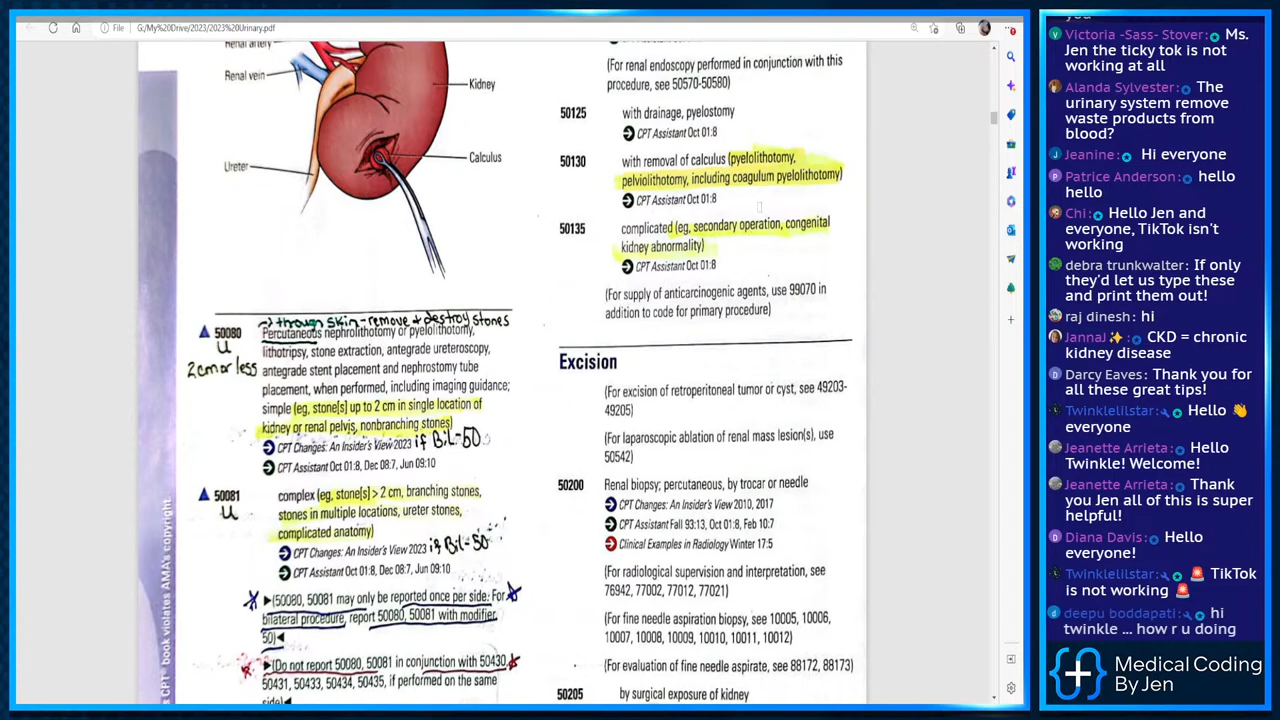 File
G:/My%20Drive/2023/2023%20Urinary.pdf
Renal artery
Renal vein
Kidney
Calculus
Ureter
→ through skin - remove + destroy stones
50080
Percutaneous nephrolithotomy or pyelolithotomy,
U
lithotripsy, stone extraction, antegrade ureteroscopy,
2cm or less
antegrade stent placement and nephrostomy tube
placement, when performed, including imaging guidance;
simple (eg, stone[s] up to 2 cm in single location of
kidney or renal pelvis, nonbranching stones)
CPT Changes: An Insider's View 2023 if Bil-50
CPT Assistant Oct 01:8, Dec 08:7, Jun 09:10
50081
complex (eg, stone[s] > 2 cm, branching stones,
U
stones in multiple locations, ureter stones,
complicated anatomy)
CPT Changes: An Insider's View 2023 if Bil-50
CPT Assistant Oct 01:8, Dec 08:7, Jun 09:10
►(50080, 50081 may only be reported once per side. For
bilateral procedure, report 50080, 50081 with modifier
50)◄
►(Do not report 50080, 50081 in conjunction with 50430,
50431, 50433, 50434, 50435, if performed on the same
side)◄
CPT® book violates AMA's copyright.
(For renal endoscopy performed in conjunction with this
procedure, see 50570-50580)
50125
with drainage, pyelostomy
CPT Assistant Oct 01:8
50130
with removal of calculus (pyelolithotomy,
pelviolithotomy, including coagulum pyelolithotomy)
CPT Assistant Oct 01:8
50135
complicated (eg, secondary operation, congenital
kidney abnormality)
CPT Assistant Oct 01:8
(For supply of anticarcinogenic agents, use 99070 in
addition to code for primary procedure)
Excision
(For excision of retroperitoneal tumor or cyst, see 49203-
49205)
(For laparoscopic ablation of renal mass lesion(s), use
50542)
50200
Renal biopsy; percutaneous, by trocar or needle
CPT Changes: An Insider's View 2010, 2017
CPT Assistant Fall 93:13, Oct 01:8, Feb 10:7
Clinical Examples in Radiology Winter 17:5
(For radiological supervision and interpretation, see
76942, 77002, 77012, 77021)
(For fine needle aspiration biopsy, see 10005, 10006,
10007, 10008, 10009, 10010, 10011, 10012)
(For evaluation of fine needle aspirate, see 88172, 88173)
50205
by surgical exposure of kidney
you
Victoria -Sass- Stover: Ms.
Jen the ticky tok is not
working at all
Alanda Sylvester: The
urinary system remove
waste products from
blood?
Jeanine: Hi everyone
Patrice Anderson: hello
hello
Chi: Hello Jen and
everyone, TikTok isn't
working
debra trunkwalter: If only
they'd let us type these
and print them out!
raj dinesh: hi
JannaJ✨: CKD = chronic
kidney disease
Darcy Eaves: Thank you for
all these great tips!
Twinklelilstar: Hello 👋
everyone
Jeanette Arrieta: Hello
Twinkle! Welcome!
Jeanette Arrieta: Thank
you Jen all of this is super
helpful!
Diana Davis: Hello
everyone!
Twinklelilstar: 🚨 TikTok
is not working 🚨
deepu boddapati: hi
twinkle ... how r u doing
Medical Coding
By Jen